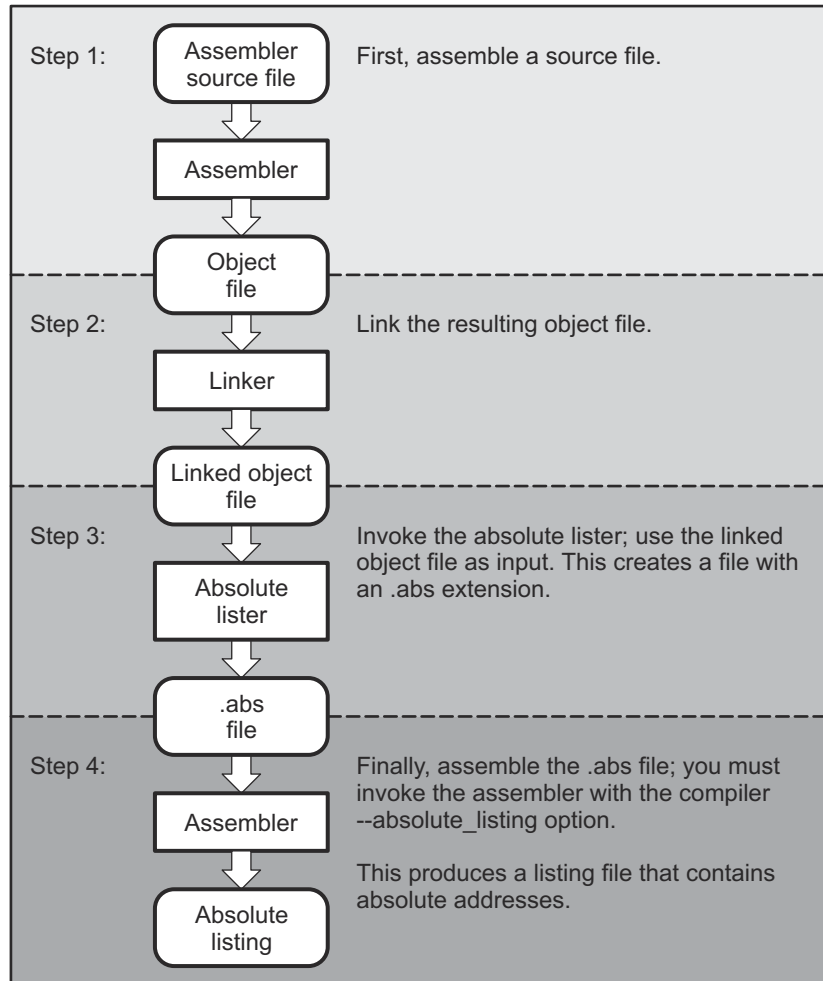 Step 1:
Assembler
source file
First, assemble a source file.
Assembler
Object
file
Step 2:
Link the resulting object file.
Linker
Linked object
file
Step 3:
Invoke the absolute lister; use the linked
object file as input. This creates a file with
an .abs extension.
Absolute
lister
.abs
file
Step 4:
Finally, assemble the .abs file; you must
invoke the assembler with the compiler
--absolute_listing option.
Assembler
This produces a listing file that contains
absolute addresses.
Absolute
listing